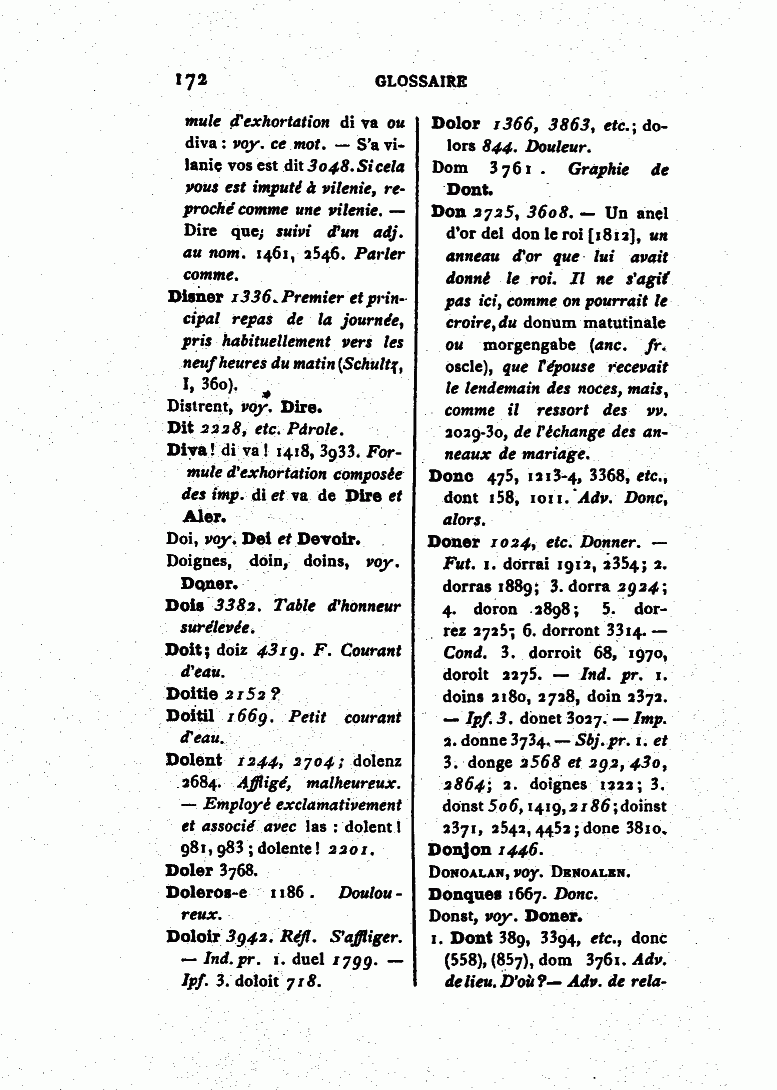 172 GLOSSAIRE
mule d'exhortation di va ou
diva : voy. ce mot. — S'a vi-
lanie vos est dit 3048. Si cela
vous est imputé à vilenie, re-
proché comme une vilenie. —
Dire que, suivi d'un adj.
au nom. 1461, 2546. Parler
comme.
Disner 1336. Premier et prin-
cipal repas de la journée,
pris habituellement vers les
neuf heures du matin (Schultz,
I, 360).
Distrent, voy. Dire.
Dit 2228, etc. Parole.
Diva! di va! 1418, 3933. For-
mule d'exhortation composée
des imp. di et va de Dire et
Aler.
Doi, voy. Dei et Devoir.
Doignes, doin, doins, voy.
Doner.
Dois 3382. Table d'honneur
surélevée.
Doit; doiz 4319. F. Courant
d'eau.
Doitie 2152 ?
Doitil 1669. Petit courant
d'eau.
Dolent 1244, 2704; dolenz
2684. Affligé, malheureux.
— Employé exclamativement
et associé avec las : dolent!
981, 983; dolente! 2201.
Doler 3768.
Doleros-e 1186. Doulou-
reux.
Doloir 3942. Réfl. S'affliger.
— Ind. pr. 1. duel 1799. —
Ipf. 3. doloit 718.
Dolor 1366, 3863, etc.; do-
lors 844. Douleur.
Dom 3761. Graphie de
Dont.
Don 2725, 3608. — Un anel
d'or del don le roi [1812], un
anneau d'or que lui avait
donné le roi. Il ne s'agit
pas ici, comme on pourrait le
croire, du donum matutinale
ou morgengabe (anc. fr.
oscle), que l'épouse recevait
le lendemain des noces, mais,
comme il ressort des vv.
2029-30, de l'échange des an-
neaux de mariage.
Donc 475, 1213-4, 3368, etc.,
dont 158, 1011. Adv. Donc,
alors.
Doner 1024, etc. Donner. —
Fut. 1. dorrai 1912, 2354; 2.
dorras 1889; 3. dorra 2924;
4. doron 2898; 5. dor-
rez 2725; 6. dorront 3314. —
Cond. 3. dorroit 68, 1970,
doroit 2275. — Ind. pr. 1.
doins 2180, 2728, doin 2372.
— Ipf. 3. donet 3027. — Imp.
2. donne 3734. — Sbj. pr. 1. et
3. donge 2568 et 292, 430,
2864; 2. doignes 1222; 3.
donst 506, 1419, 2186; doinst
2371, 2542, 4452; done 3810.
Donjon 1446.
DONOALAN, voy. DENOALEN.
Donques 1667. Donc.
Donst, voy. Doner.
1. Dont 389, 3394, etc., donc
(558), (857), dom 3761. Adv.
de lieu. D'où ? — Adv. de rela-